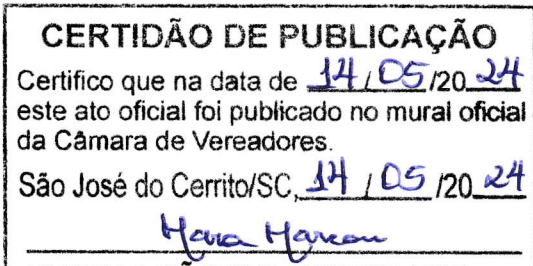 CERTIDÃO DE PUBLICAÇÃO
Certifico que na data de 14/05/2024
este ato oficial foi publicado no mural oficial
da Câmara de Vereadores.
São José do Cerrito/SC, 14/05/2024
Mara